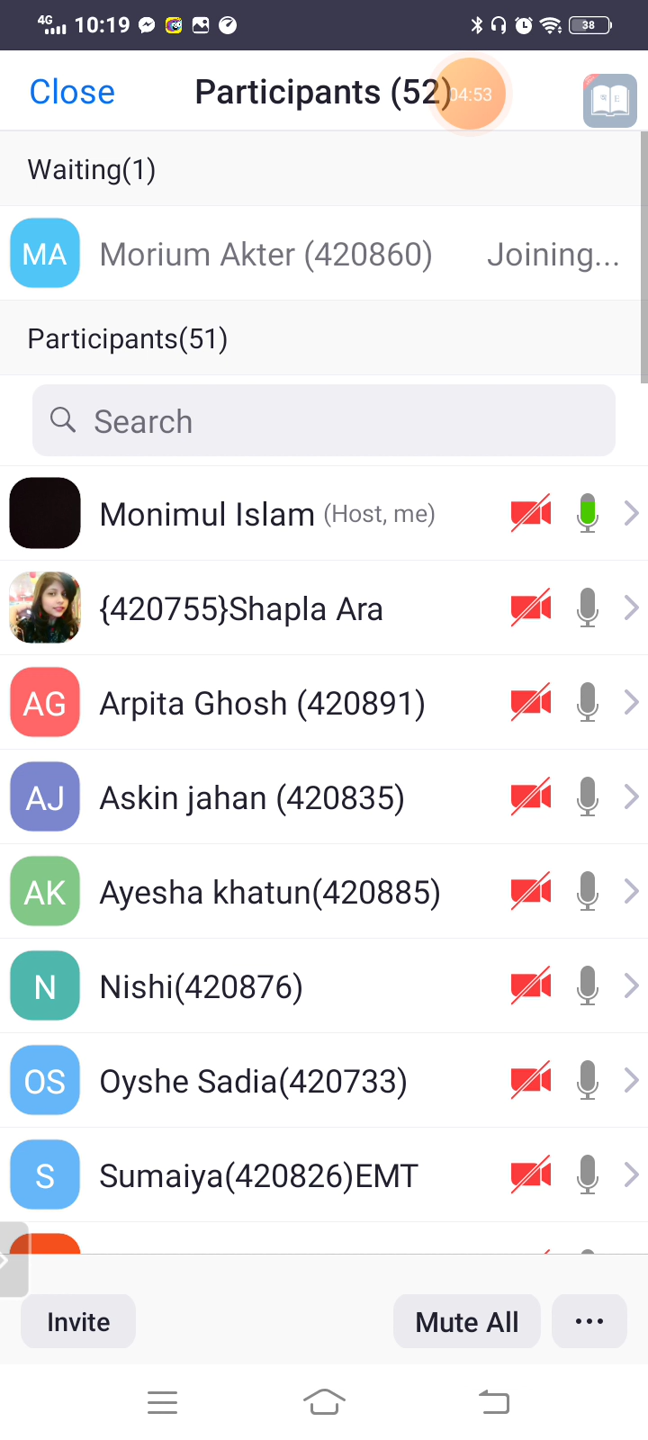 4G 10:19 38
Close Participants (52) 04:53
Waiting(1)
MA Morium Akter (420860) Joining...
Participants(51)
Search
Monimul Islam (Host, me)
{420755}Shapla Ara
AG Arpita Ghosh (420891)
AJ Askin jahan (420835)
AK Ayesha khatun(420885)
N Nishi(420876)
OS Oyshe Sadia(420733)
S Sumaiya(420826)EMT
Invite Mute All ...